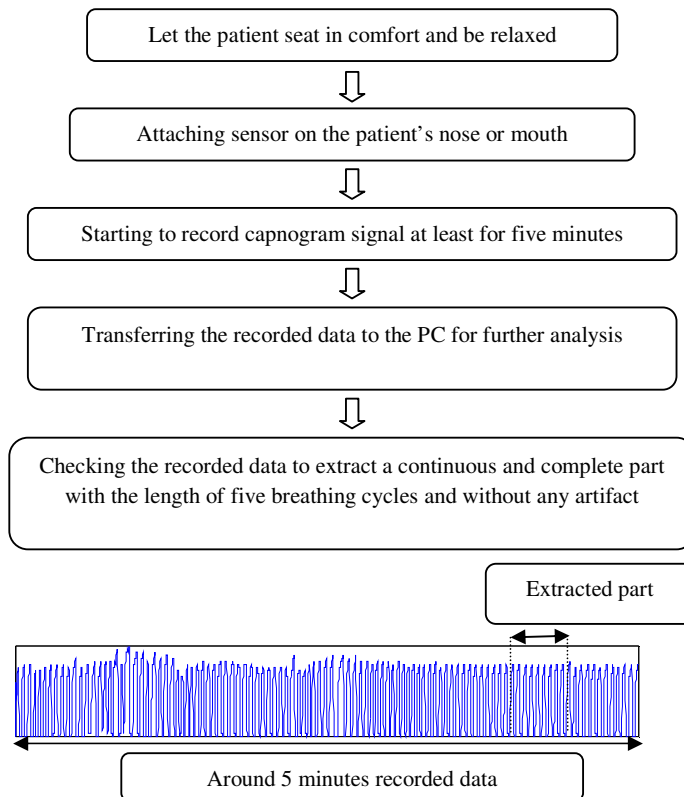 Let the patient seat in comfort and be relaxed
Attaching sensor on the patient’s nose or mouth
Starting to record capnogram signal at least for five minutes
Transferring the recorded data to the PC for further analysis
Checking the recorded data to extract a continuous and complete part
with the length of five breathing cycles and without any artifact
Extracted part
Around 5 minutes recorded data